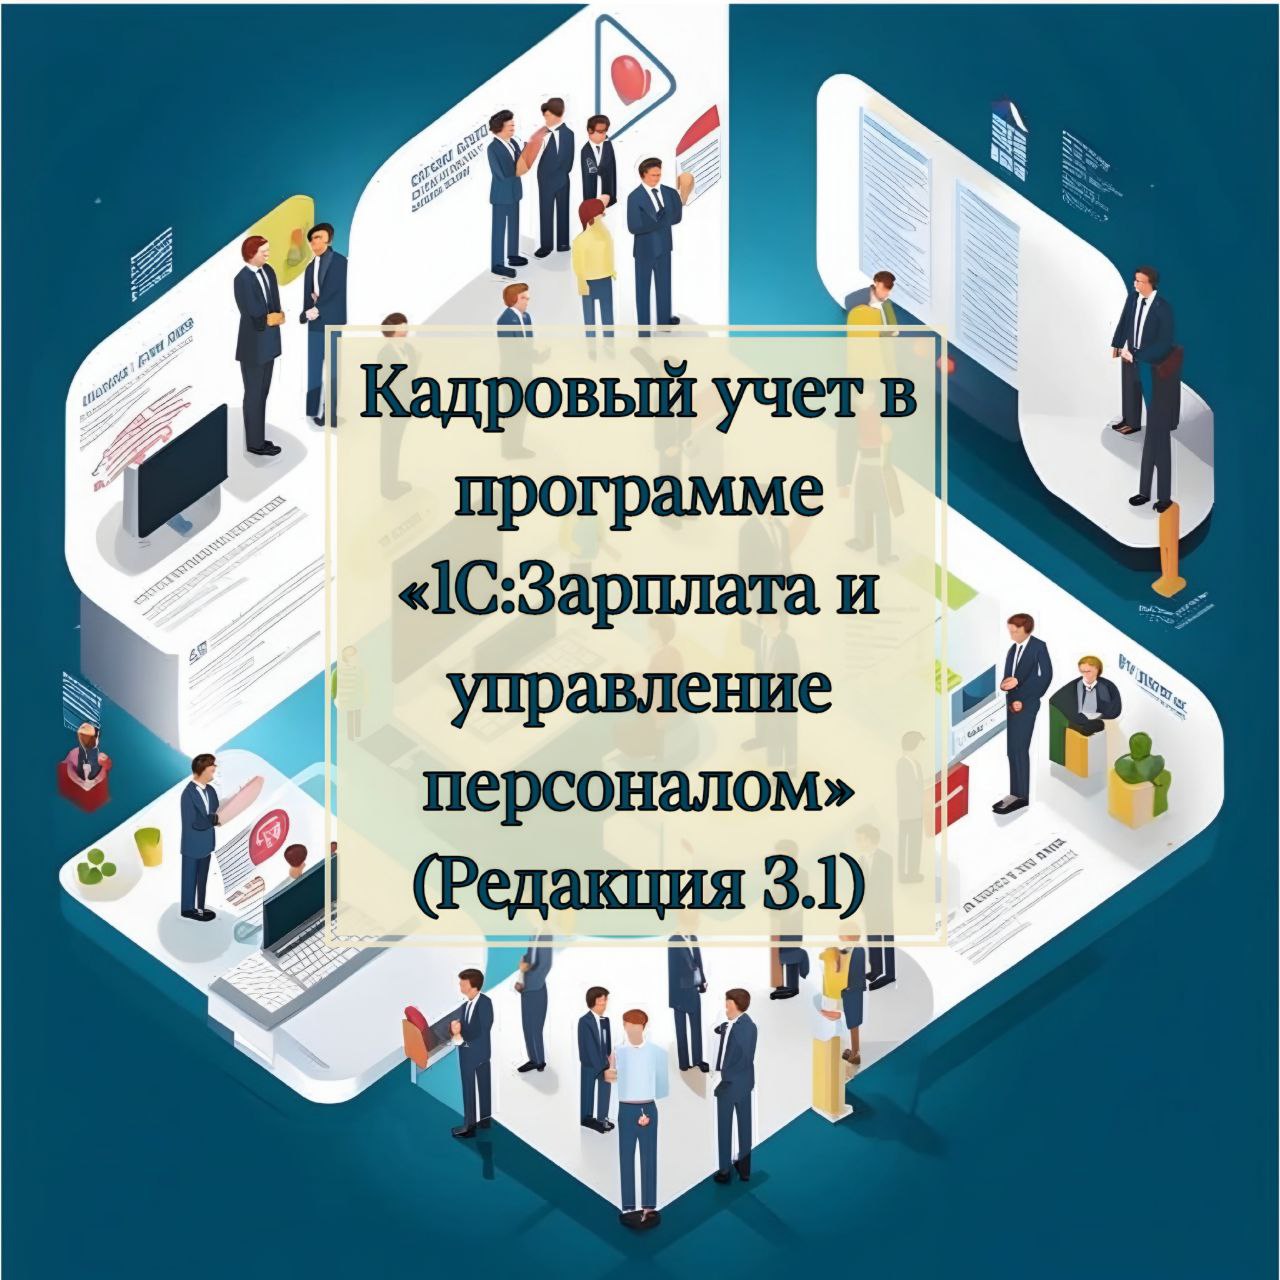 Кадровый учет в
программе
«1С:Зарплата и
управление
персоналом»
(Редакция 3.1)